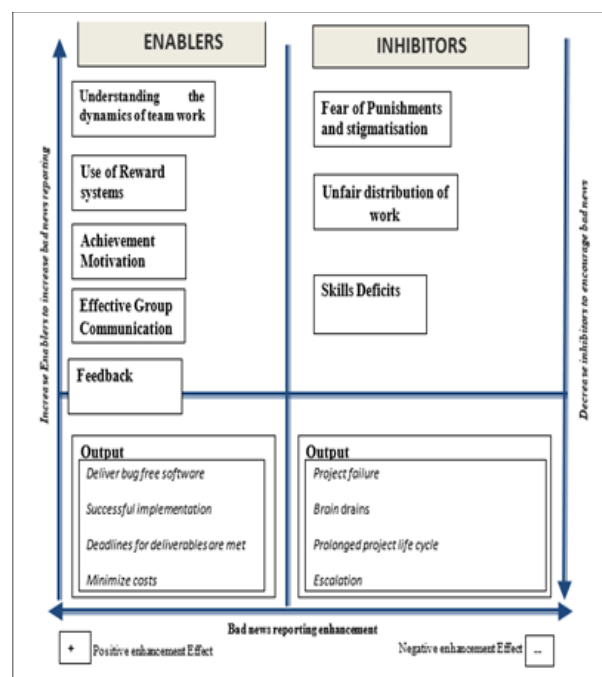 ENABLERS
INHIBITORS
Increase Enablers to increase bad news reporting
Understanding the
dynamics of team work
Use of Reward
systems
Achievement
Motivation
Effective Group
Communication
Feedback
Fear of Punishments
and stigmatisation
Unfair distribution of
work
Skills Deficits
Decrease inhibitors to encourage bad news
Output
Deliver bug free software
Successful implementation
Deadlines for deliverables are met
Minimize costs
Output
Project failure
Brain drains
Prolonged project life cycle
Escalation
Bad news reporting enhancement
+ Positive enhancement Effect
Negative enhancement Effect --